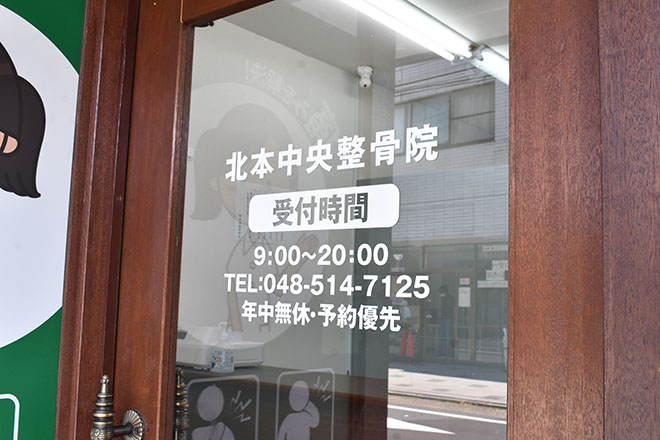 北本中央整骨院
受付時間
9:00~20:00
TEL:048-514-7125
年中無休・予約優先